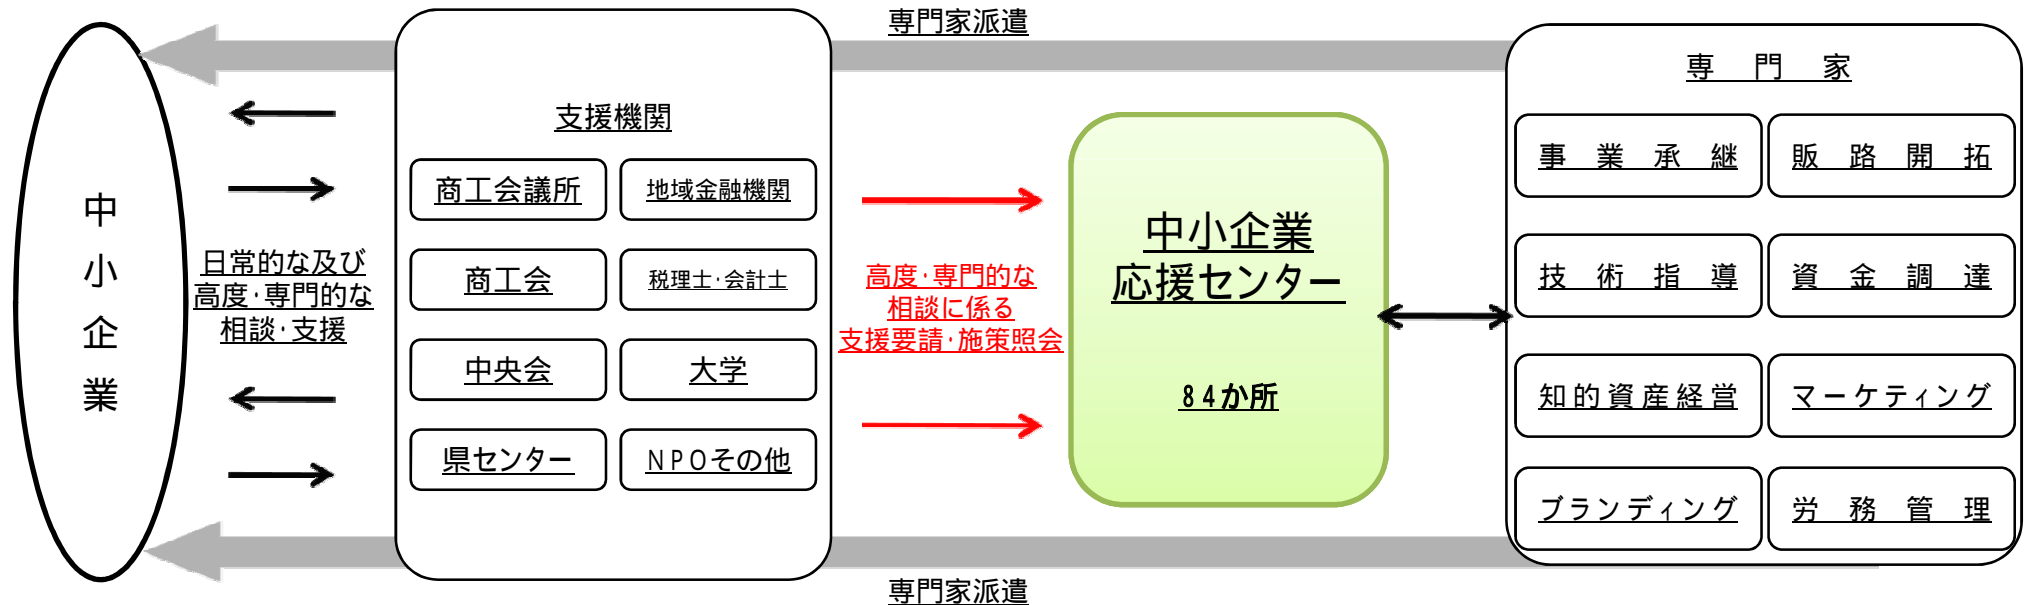 専門家派遣
中小企業
日常的な及び
高度・専門的な
相談・支援
支援機関
商工会議所
地域金融機関
商工会
税理士・会計士
中央会
大学
県センター
NPOその他
高度・専門的な
相談に係る
支援要請・施策照会
中小企業
応援センター
84か所
専門家
事業承継
販路開拓
技術指導
資金調達
知的資産経営
マーケティング
ブランディング
労務管理
専門家派遣